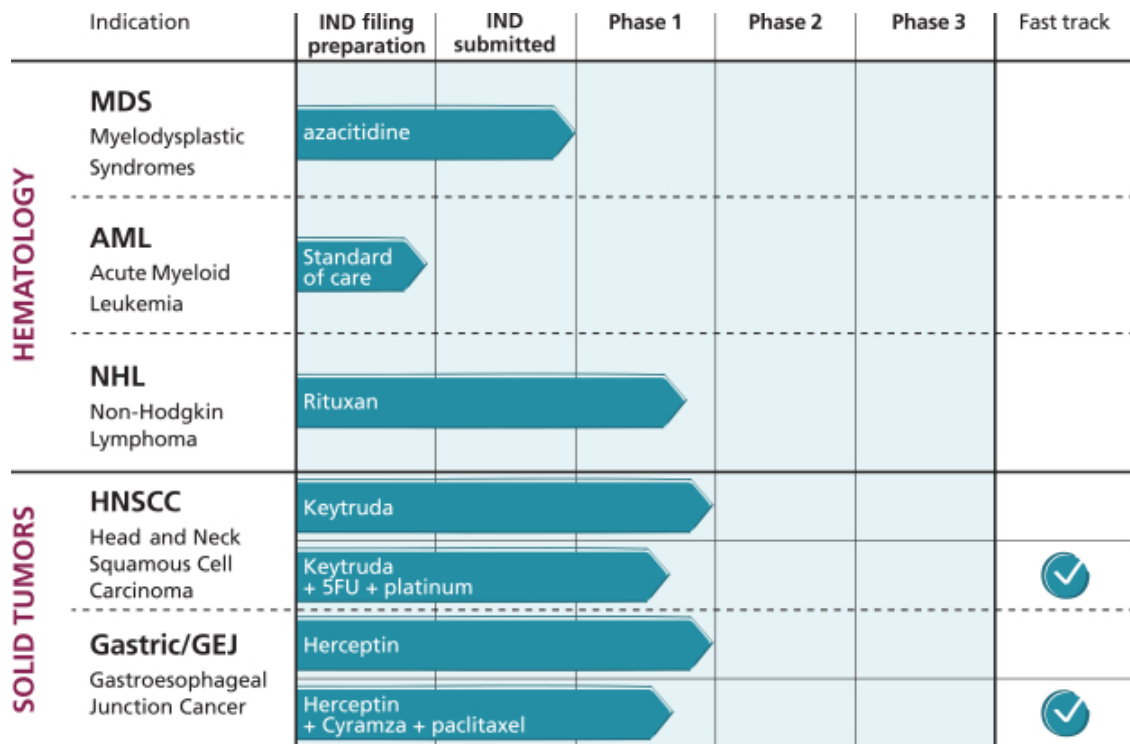 Indication
IND filing
preparation
IND
submitted
Phase 1
Phase 2
Phase 3
Fast track
HEMATOLOGY
MDS
Myelodysplastic
Syndromes
azacitidine
AML
Acute Myeloid
Leukemia
Standard
of care
NHL
Non-Hodgkin
Lymphoma
Rituxan
SOLID TUMORS
HNSCC
Head and Neck
Squamous Cell
Carcinoma
Keytruda
Keytruda
+ 5FU + platinum
Gastric/GEJ
Gastroesophageal
Junction Cancer
Herceptin
Herceptin
+ Cyramza + paclitaxel